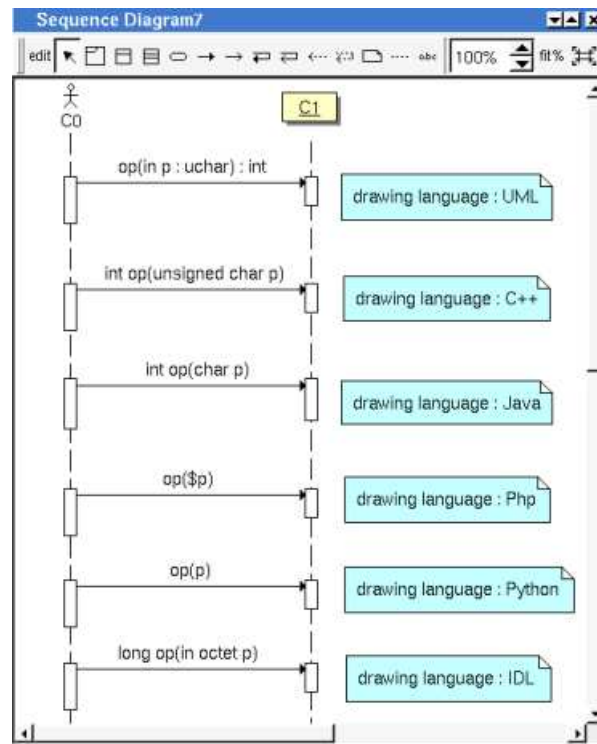 Sequence Diagram7
edit
abc
100%
fit%
C0
C1
op(in p : uchar) : int
drawing language : UML
int op(unsigned char p)
drawing language : C++
int op(char p)
drawing language : Java
op($p)
drawing language : Php
op(p)
drawing language : Python
long op(in octet p)
drawing language : IDL